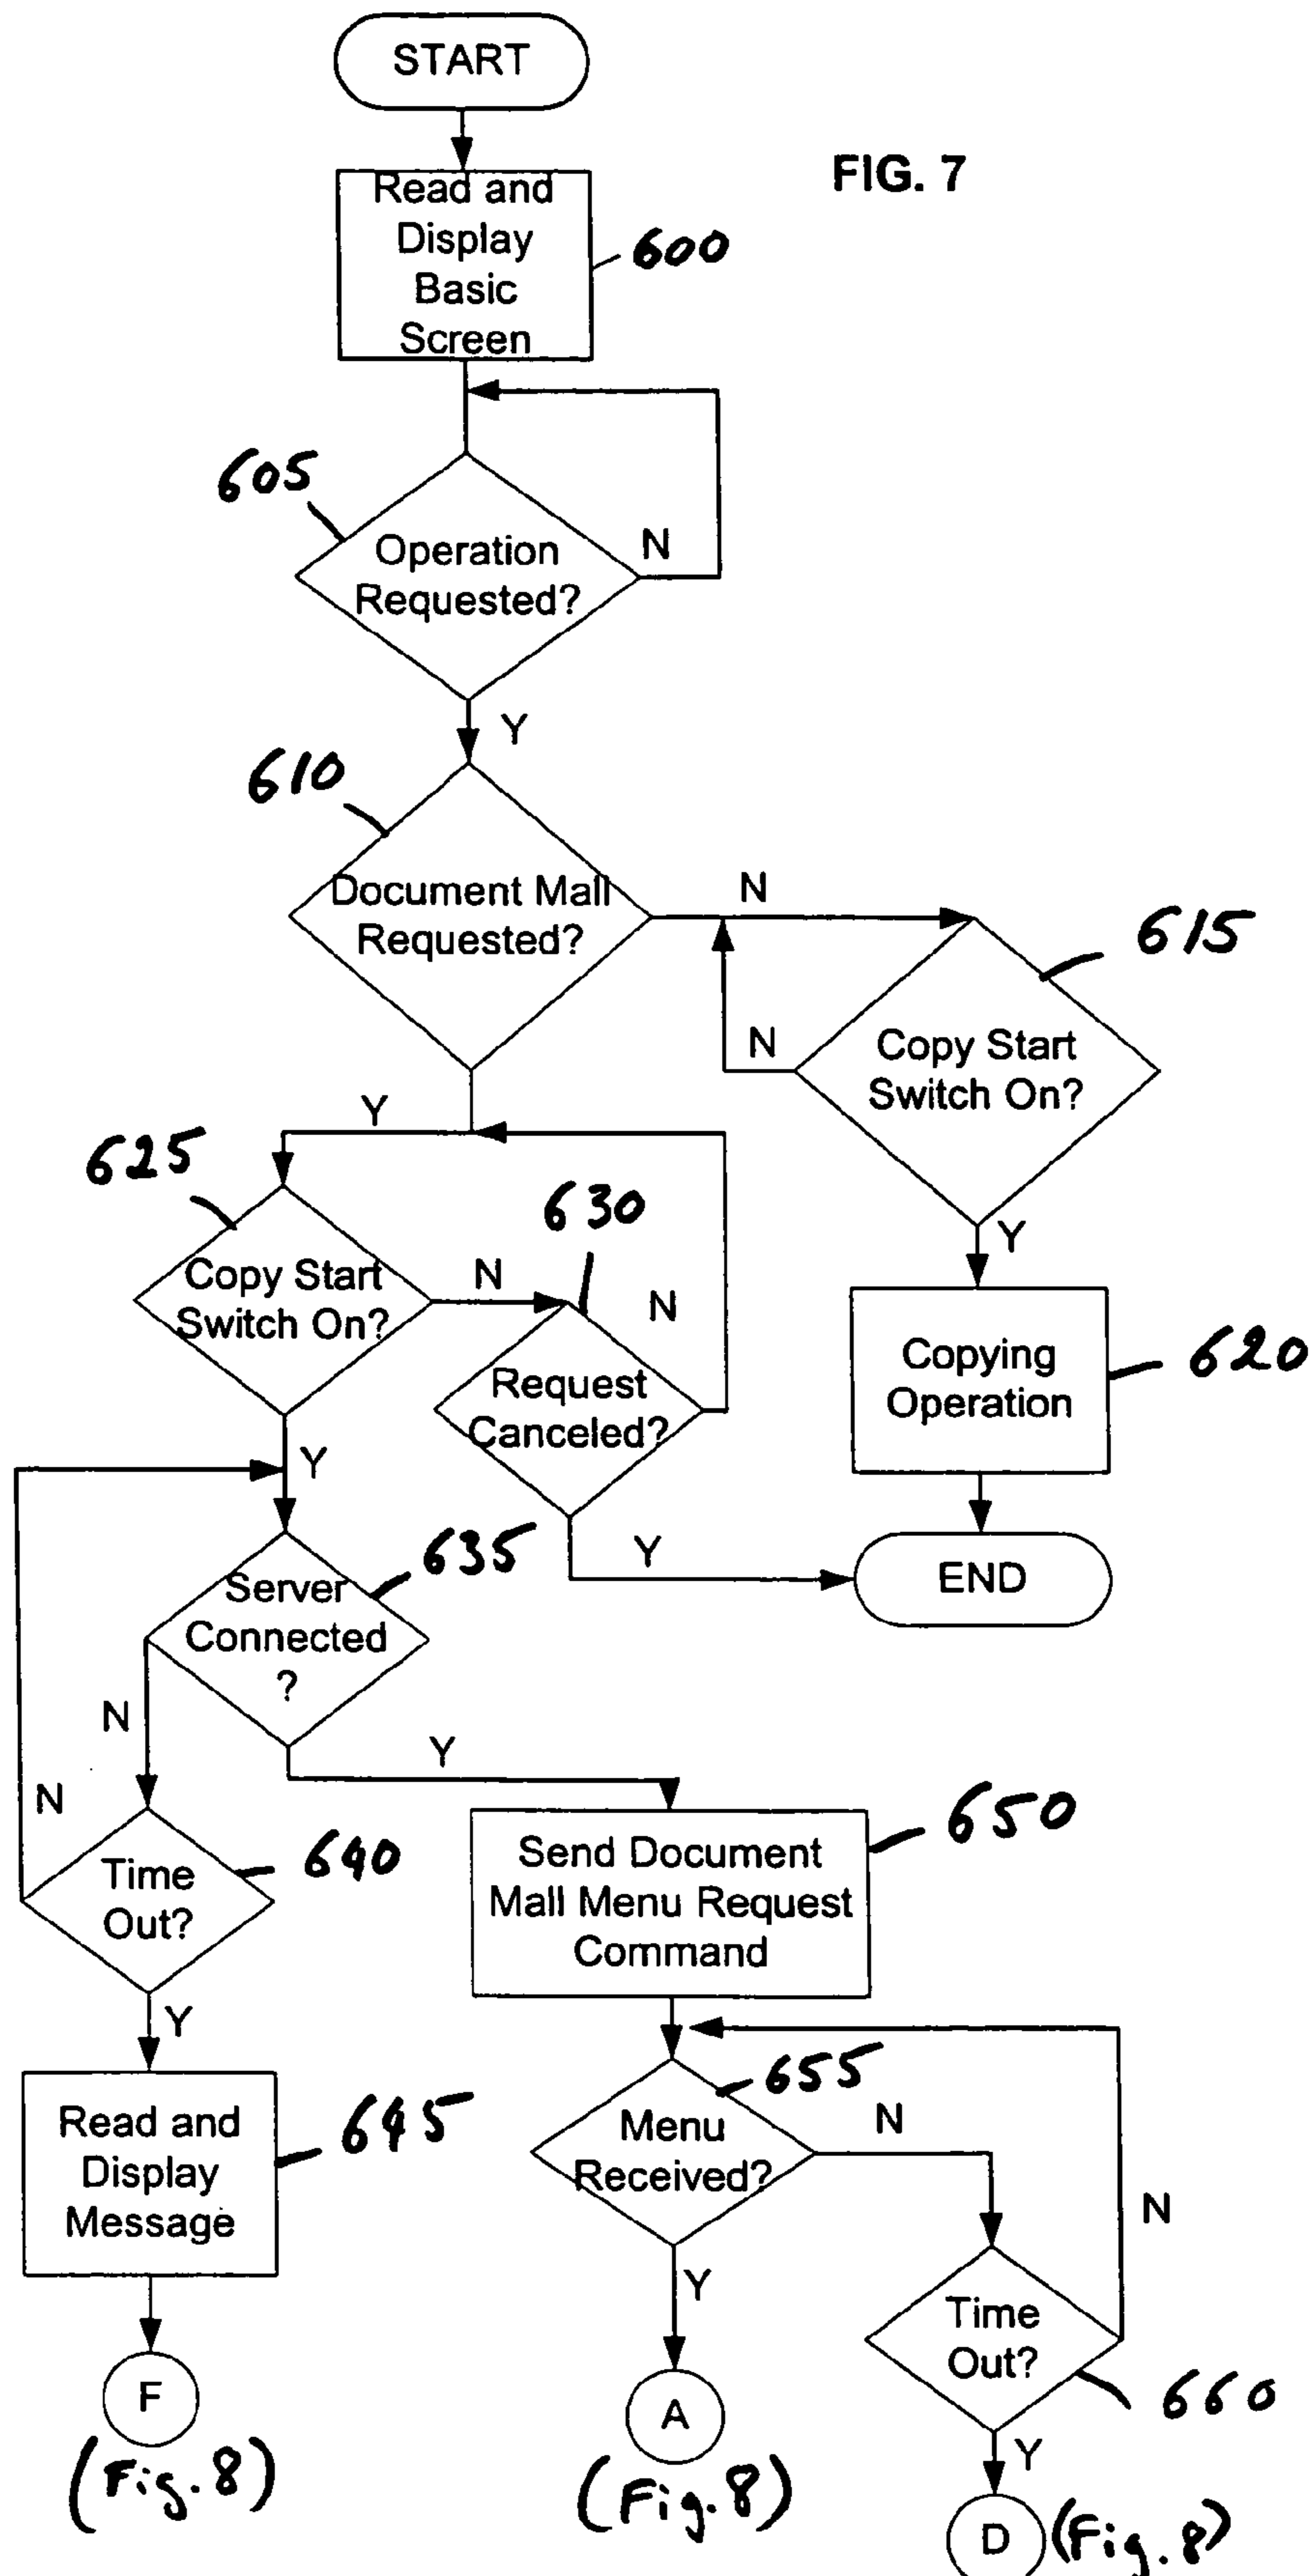 START
FIG. 7
Read and
Display
Basic
Screen
600
605
Operation
Requested?
N
Y
610
Document Mall
Requested?
N
615
Copy Start
Switch On?
N
Y
Y
625
630
Copy Start
Switch On?
N
N
Request
Canceled?
Copying
Operation
620
Y
Y
END
635
Server
Connected
?
N
Y
N
640
Time
Out?
650
Send Document
Mall Menu Request
Command
Y
645
Read and
Display
Message
655
Menu
Received?
N
N
Y
Time
Out?
660
F
(Fig. 8)
A
(Fig. 8)
Y
D
(Fig. 8)